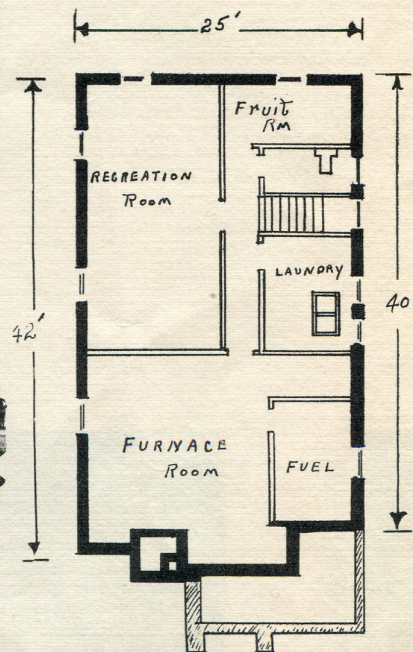 25'
Fruit
RM
RECREATION
Room
LAUNDRY
42'
40
FURNACE
Room
FUEL